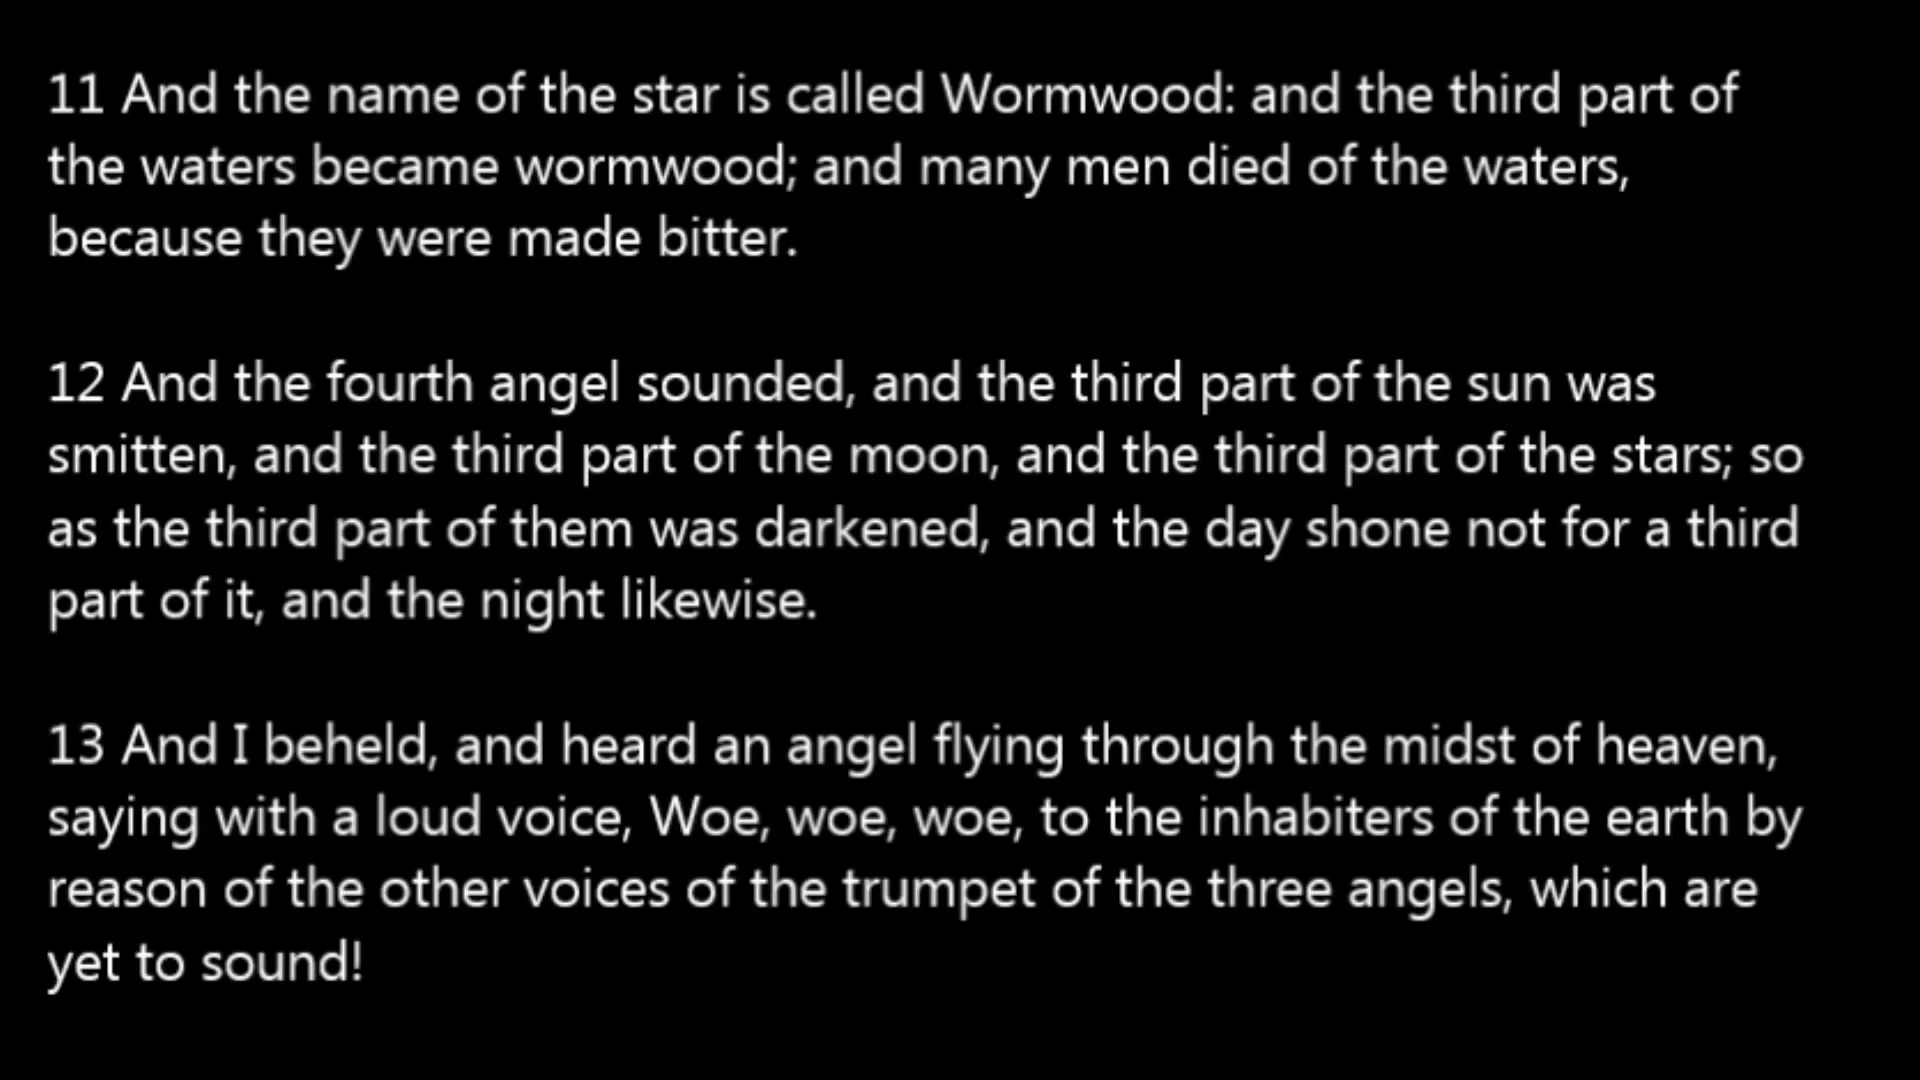 11 And the name of the star is called Wormwood: and the third part of
the waters became wormwood; and many men died of the waters,
because they were made bitter.
12 And the fourth angel sounded, and the third part of the sun was
smitten, and the third part of the moon, and the third part of the stars; so
as the third part of them was darkened, and the day shone not for a third
part of it, and the night likewise.
13 And I beheld, and heard an angel flying through the midst of heaven,
saying with a loud voice, Woe, woe, woe, to the inhabiters of the earth by
reason of the other voices of the trumpet of the three angels, which are
yet to sound!